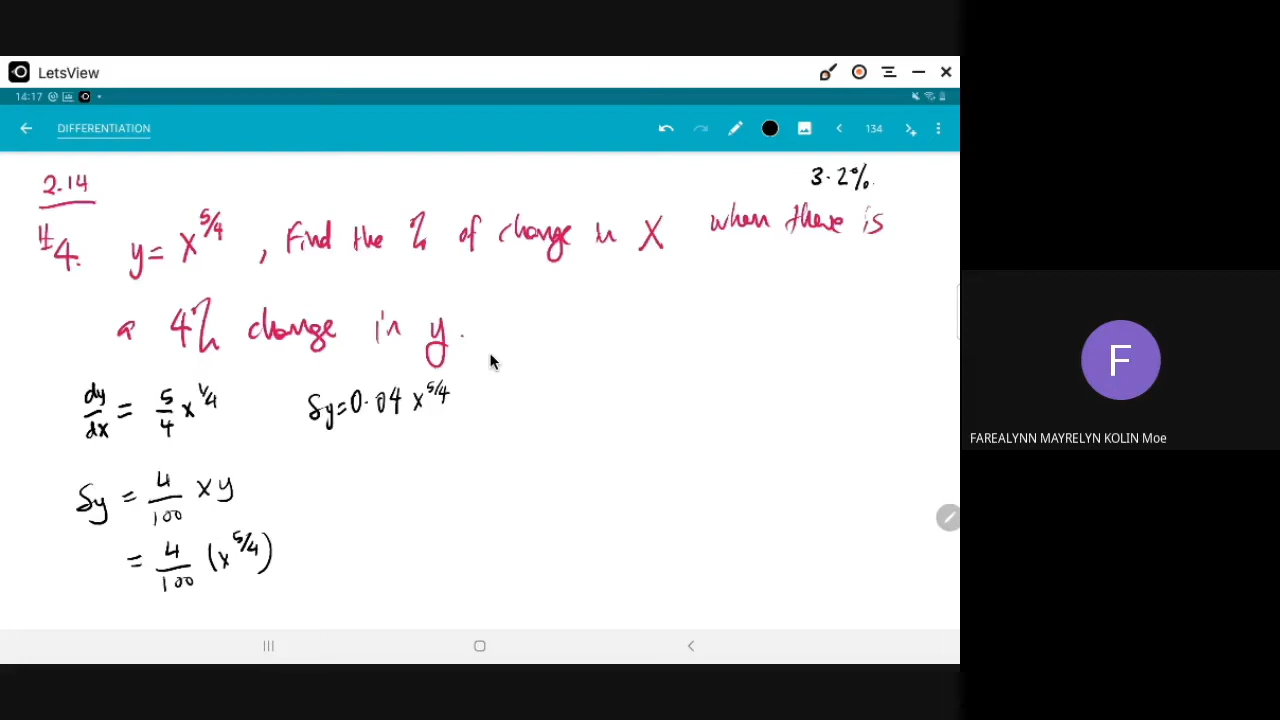 LetsView
14:17
DIFFERENTIATION
134
3.2%.
2.14
#4. y = x^5/4, Find the % of change in X when there is
a 4% change in y.
dy/dx = 5/4 x^1/4
δy = 0.04 x^5/4
δy = 4/100 × y
= 4/100 (x^5/4)
F
FAREALYNN MAYRELYN KOLIN Moe